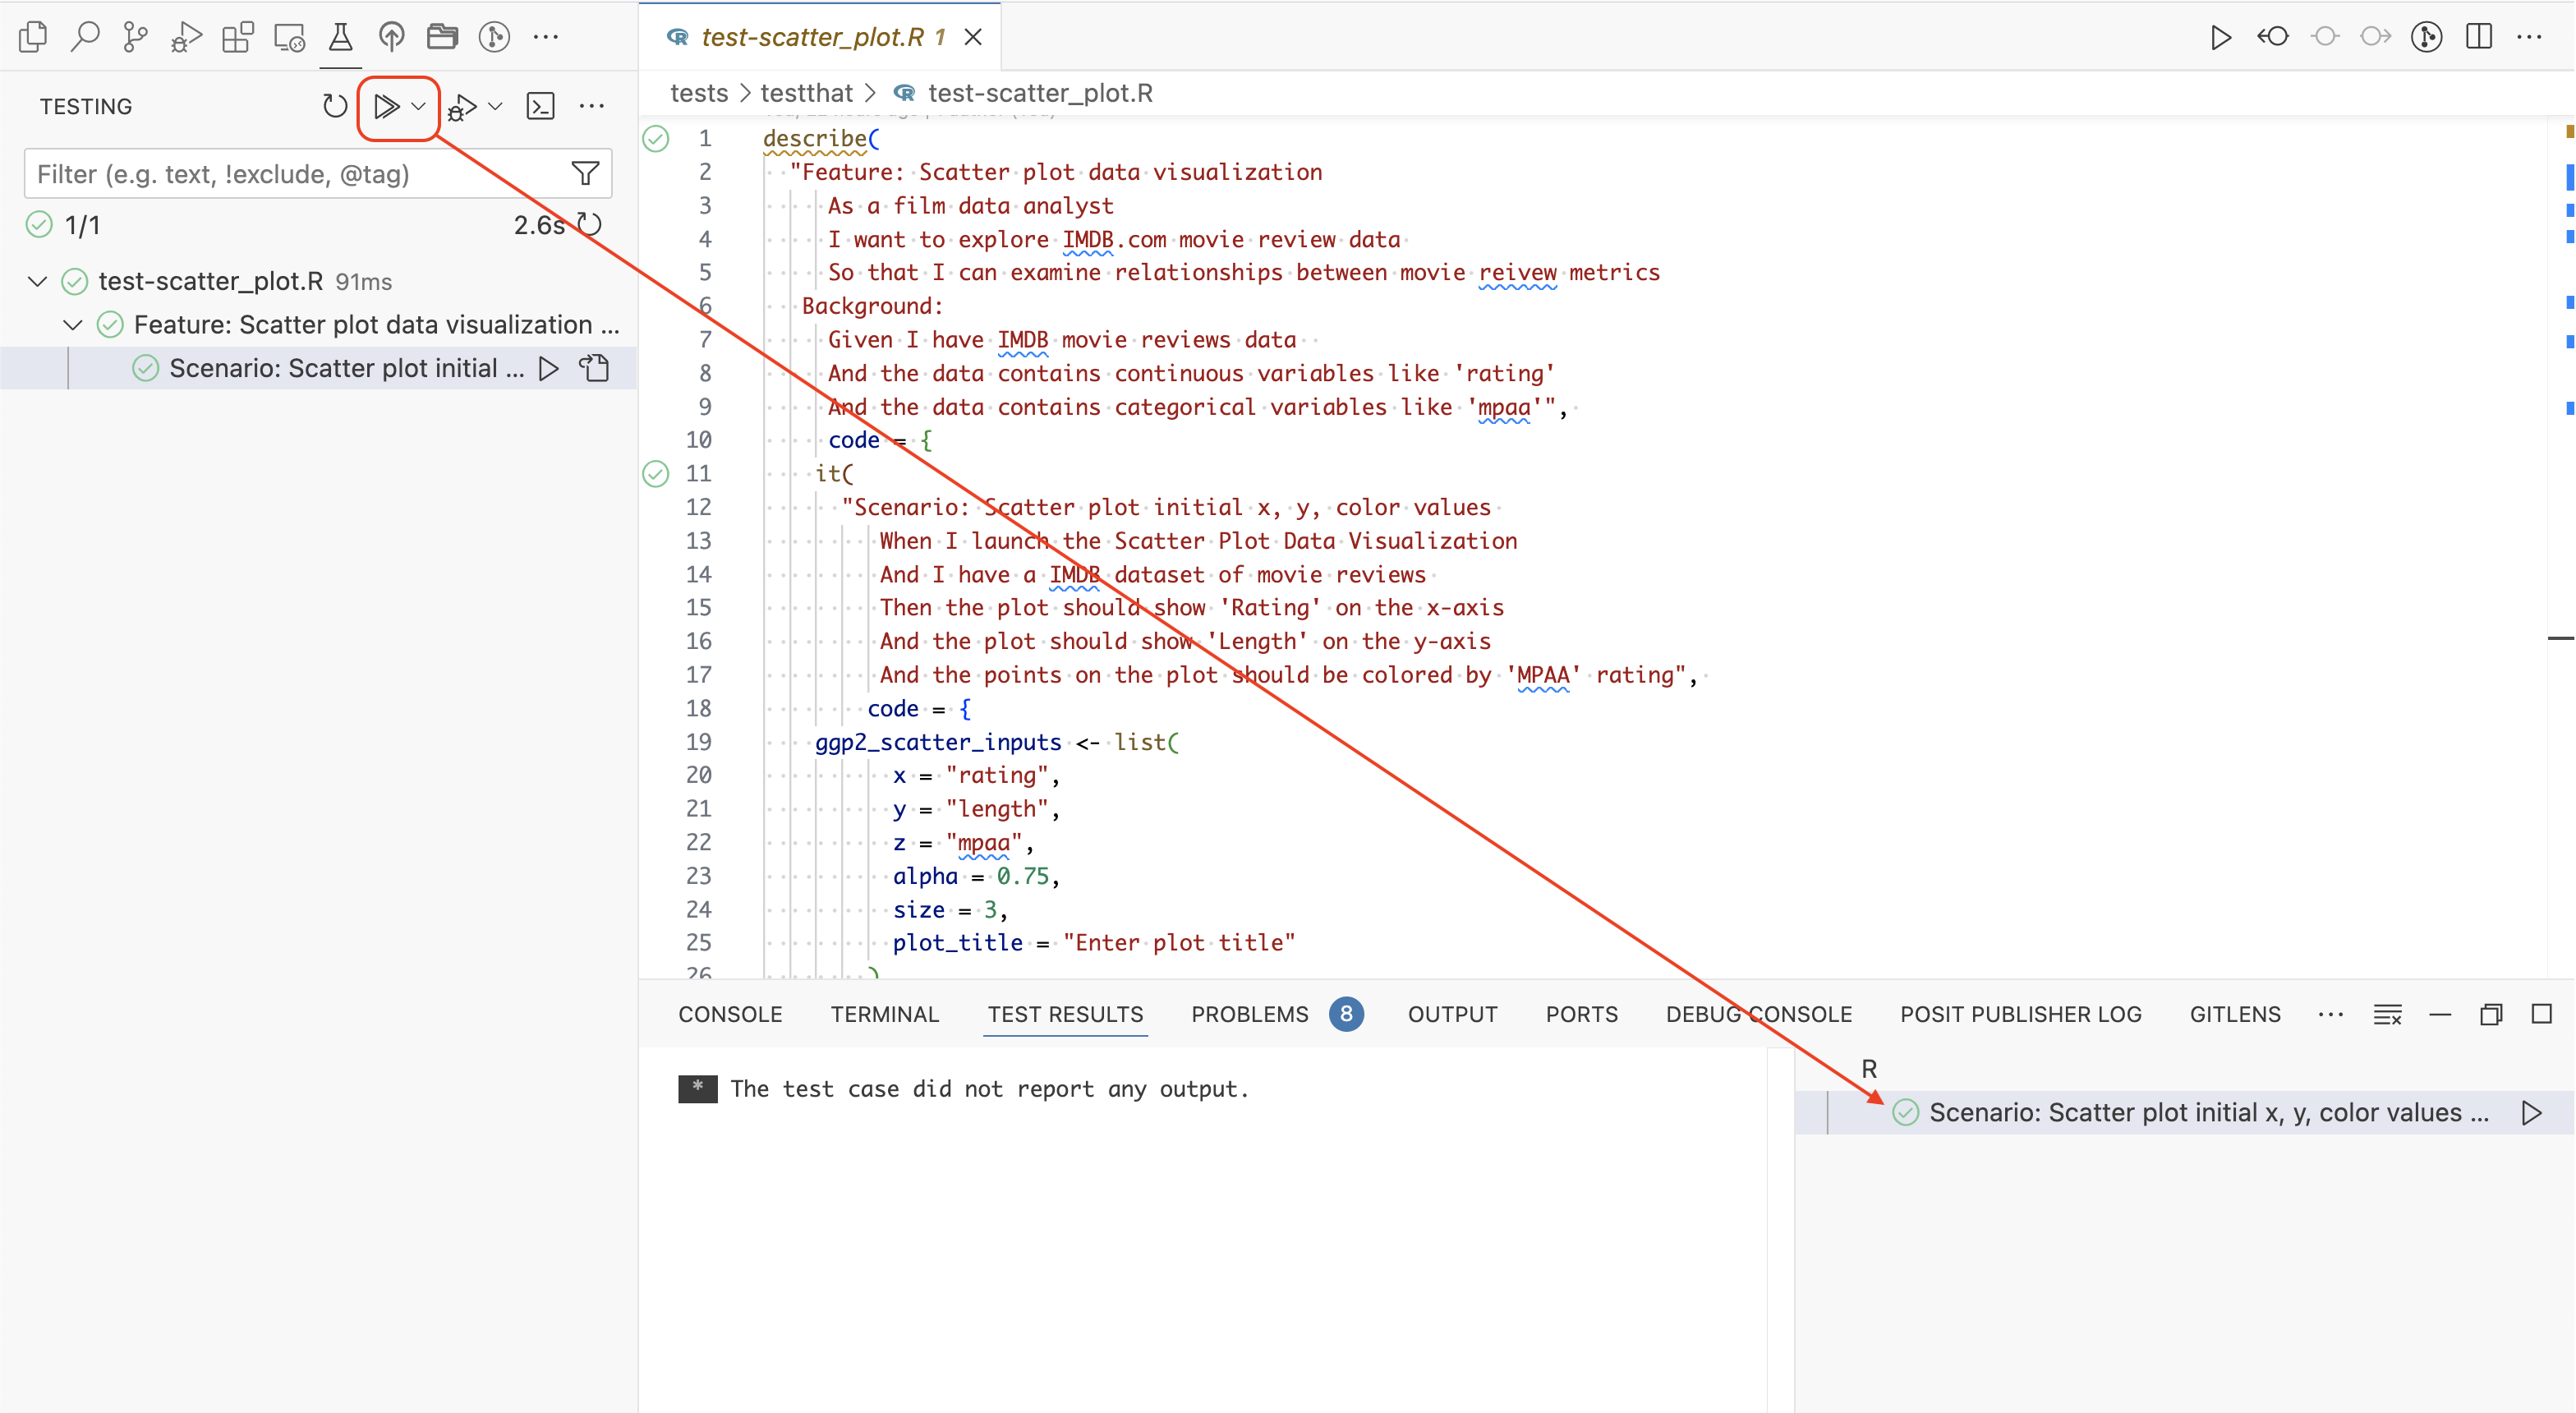 test-scatter_plot.R 1
TESTING
tests > testthat > test-scatter_plot.R
Filter (e.g. text, !exclude, @tag)
1/1
2.6s
test-scatter_plot.R 91ms
Feature: Scatter plot data visualization ...
Scenario: Scatter plot initial ...
1 describe(
2 "Feature: Scatter plot data visualization
3 As a film data analyst
4 I want to explore IMDB.com movie review data
5 So that I can examine relationships between movie reivew metrics
6 Background:
7 Given I have IMDB movie reviews data
8 And the data contains continuous variables like 'rating'
9 And the data contains categorical variables like 'mpaa'",
10 code = {
11 it(
12 "Scenario: Scatter plot initial x, y, color values
13 When I launch the Scatter Plot Data Visualization
14 And I have a IMDB dataset of movie reviews
15 Then the plot should show 'Rating' on the x-axis
16 And the plot should show 'Length' on the y-axis
17 And the points on the plot should be colored by 'MPAA' rating",
18 code = {
19 ggp2_scatter_inputs <- list(
20 x = "rating",
21 y = "length",
22 z = "mpaa",
23 alpha = 0.75,
24 size = 3,
25 plot_title = "Enter plot title"
26 )
CONSOLE TERMINAL TEST RESULTS PROBLEMS 8 OUTPUT PORTS DEBUG CONSOLE POSIT PUBLISHER LOG GITLENS
* The test case did not report any output.
R
Scenario: Scatter plot initial x, y, color values ...